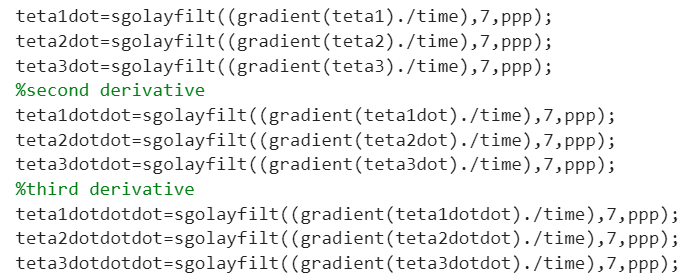 teta1dot=sgolayfilt((gradient(teta1)./time),7,ppp);
teta2dot=sgolayfilt((gradient(teta2)./time),7,ppp);
teta3dot=sgolayfilt((gradient(teta3)./time),7,ppp);
%second derivative
teta1dotdot=sgolayfilt((gradient(teta1dot)./time),7,ppp);
teta2dotdot=sgolayfilt((gradient(teta2dot)./time),7,ppp);
teta3dotdot=sgolayfilt((gradient(teta3dot)./time),7,ppp);
%third derivative
teta1dotdotdot=sgolayfilt((gradient(teta1dotdot)./time),7,ppp);
teta2dotdotdot=sgolayfilt((gradient(teta2dotdot)./time),7,ppp);
teta3dotdotdot=sgolayfilt((gradient(teta3dotdot)./time),7,ppp);